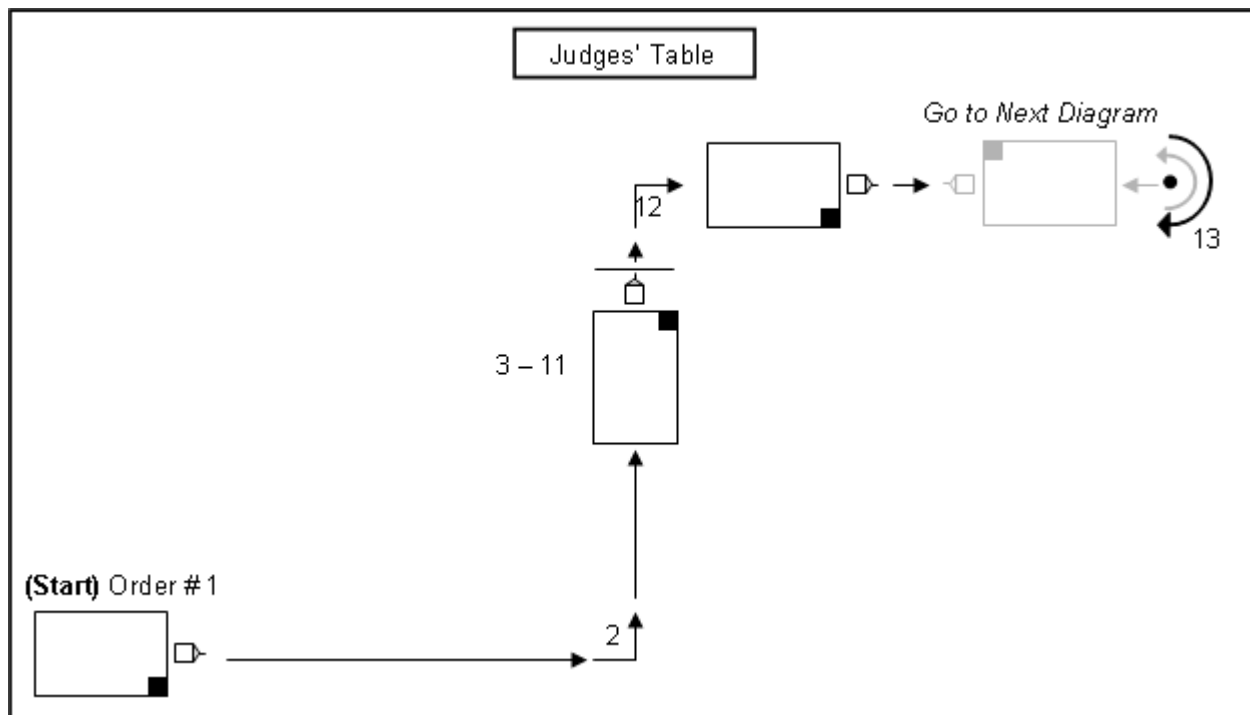 Judges' Table
Go to Next Diagram
12
13
3 – 11
(Start) Order # 1
2